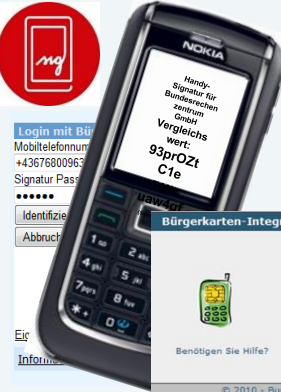 NOKIA
Handy-
Signatur für
Bundesrechen
zentrum
GmbH
Vergleichs
wert:
93prOZt
C1e
Login mit Bü
Mobiltelefonnum
+43676800963
Signatur Pass
Identifizie
Abbruch
Bürgerkarten-Integr
Benötigen Sie Hilfe?
© 2010 - Bu